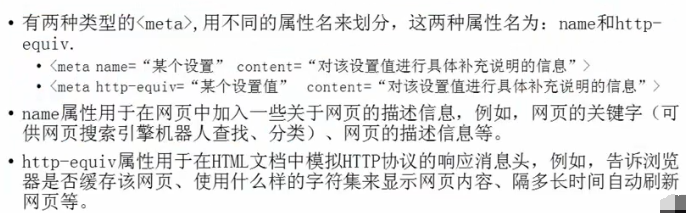 • 有两种类型的<meta>,用不同的属性名来划分，这两种属性名为：name和http-
equiv.
• <meta name=“某个设置” content=“对该设置值进行具体补充说明的信息”>
• <meta http-equiv=“某个设置值” content=“对该设置值进行具体补充说明的信息”>
• name属性用于在网页中加入一些关于网页的描述信息，例如，网页的关键字（可
供网页搜索引擎机器人查找、分类）、网页的描述信息等。
• http-equiv属性用于在HTML文档中模拟HTTP协议的响应消息头，例如，告诉浏览
器是否缓存该网页、使用什么样的字符集来显示网页内容、隔多长时间自动刷新
网页等。